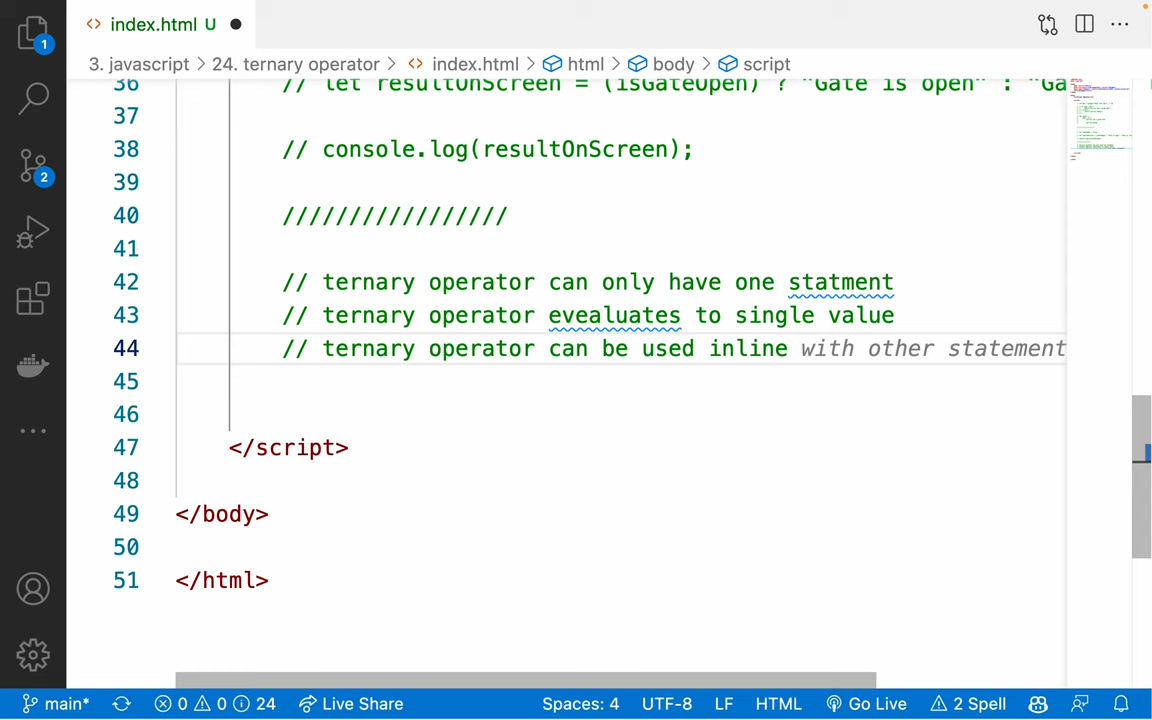 index.html U
3. javascript > 24. ternary operator > index.html > html > body > script
36 // let resultOnScreen = (isGateOpen) ? "Gate is open" : "Ga
37
38 // console.log(resultOnScreen);
39
40 /////////////////
41
42 // ternary operator can only have one statment
43 // ternary operator evealuates to single value
44 // ternary operator can be used inline with other statement
45
46
47 </script>
48
49 </body>
50
51 </html>
1
2
main* 0 0 24 Live Share Spaces: 4 UTF-8 LF HTML Go Live 2 Spell